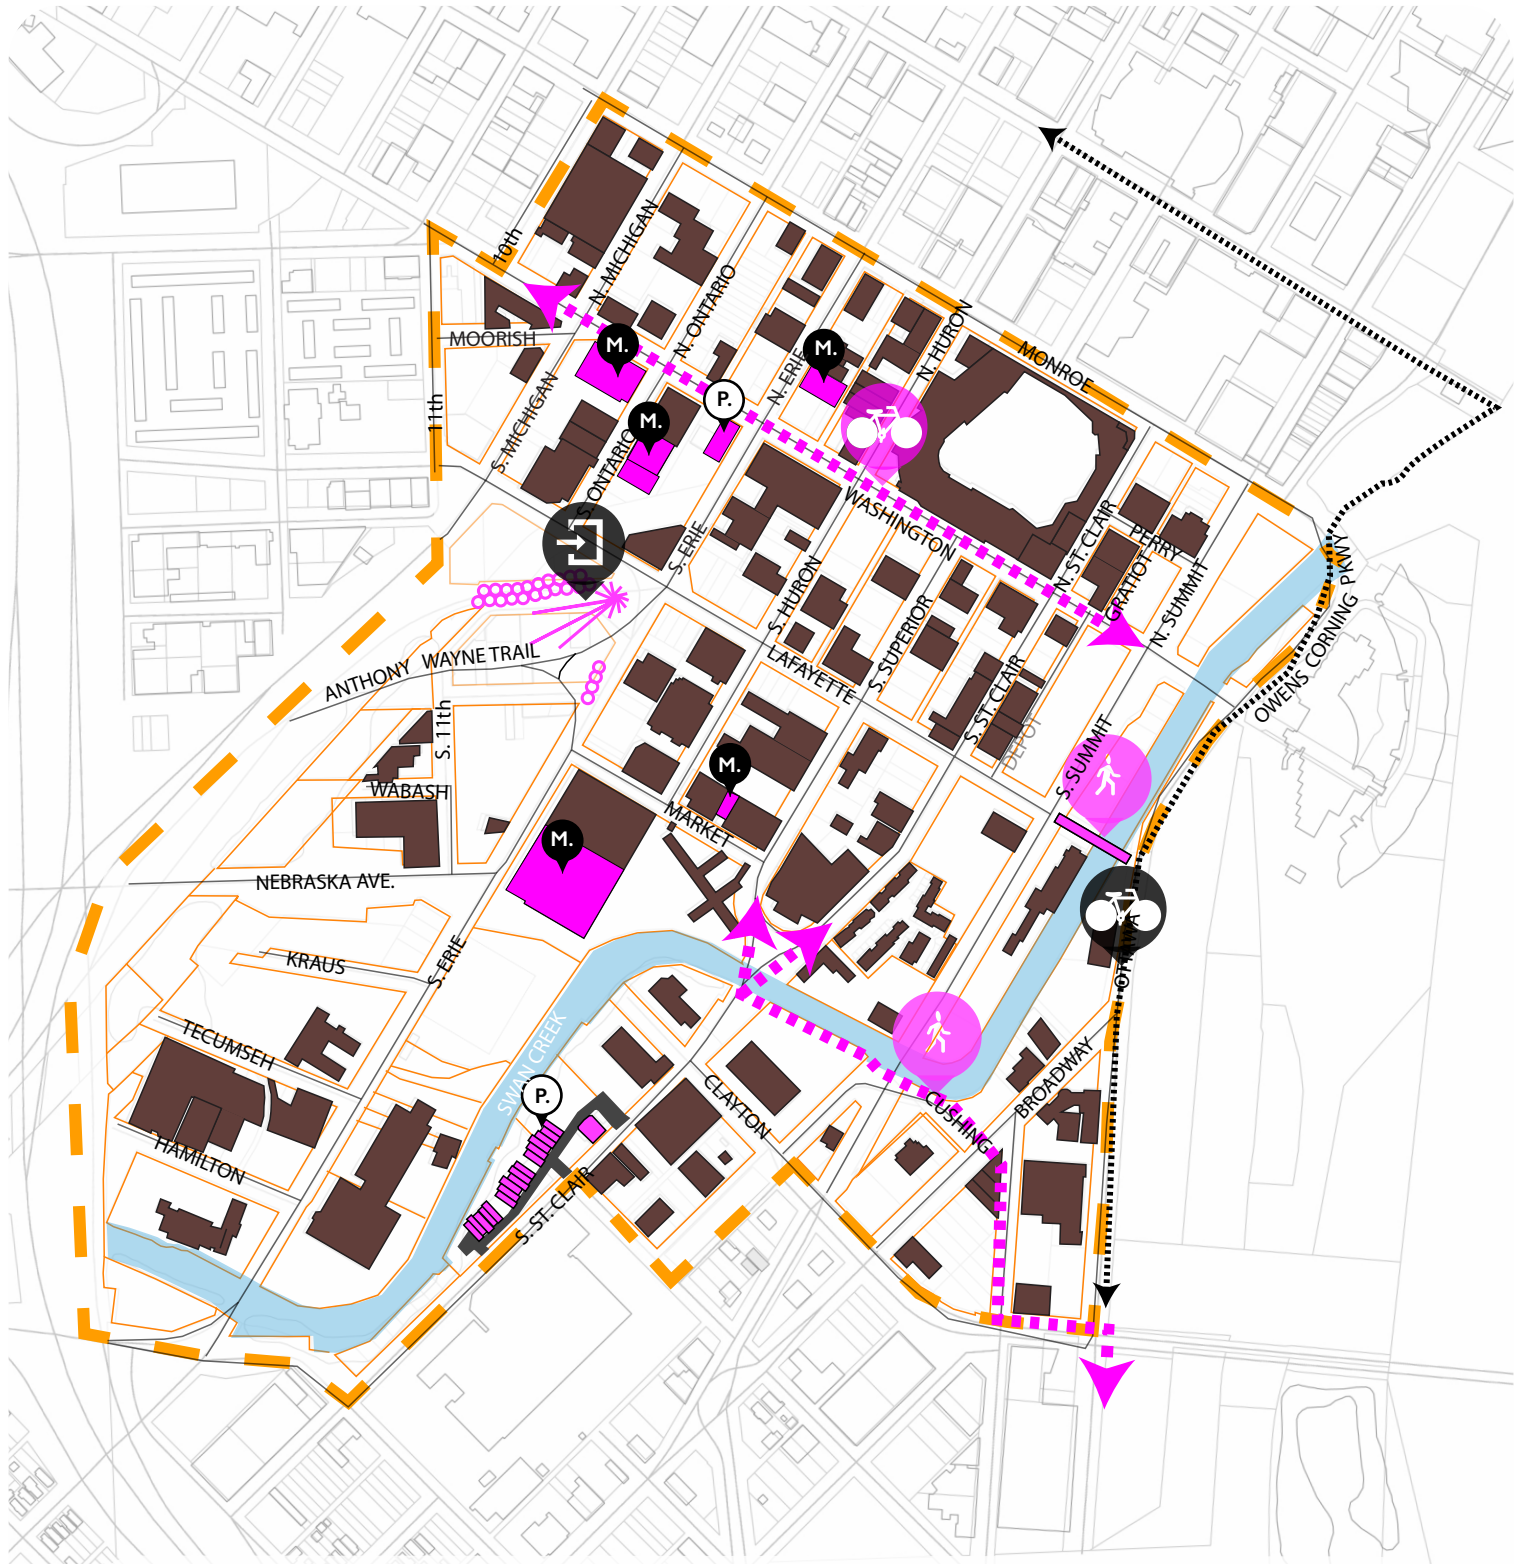 10th
N. MICHIGAN
N. ONTARIO
MOORISH
M.
N. ERIE
M.
N. HURON
MONROE
11th
S. MICHIGAN
P.
M.
S. ONTARIO
WASHINGTON
S. ERIE
N. ST. CLAIR
PERRY
GRATIOT
N. SUMMIT
OWENS CORNING PKWY
S. HURON
S. SUPERIOR
LAFAYETTE
ANTHONY WAYNE TRAIL
S. 11th
S. ST. CLAIR
DEPOT
S. SUMMIT
WABASH
M.
MARKET
M.
NEBRASKA AVE.
KRAUS
S. ERIE
OTTAWA
TECUMSEH
SWAN CREEK
P.
CLAYTON
CUSHING
BROADWAY
HAMILTON
S. ST. CLAIR